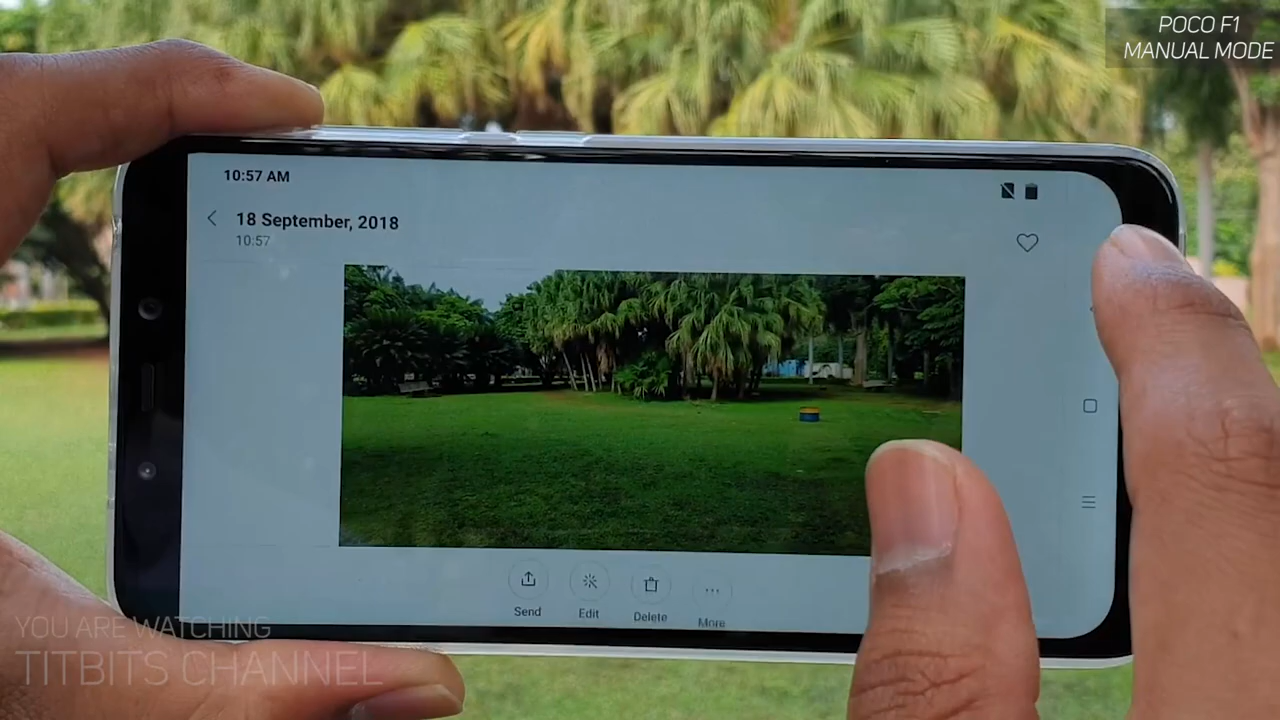 POCO F1
MANUAL MODE
10:57 AM
18 September, 2018
10:57
Send
Edit
Delete
More
YOU ARE WATCHING
TITBITS CHANNEL